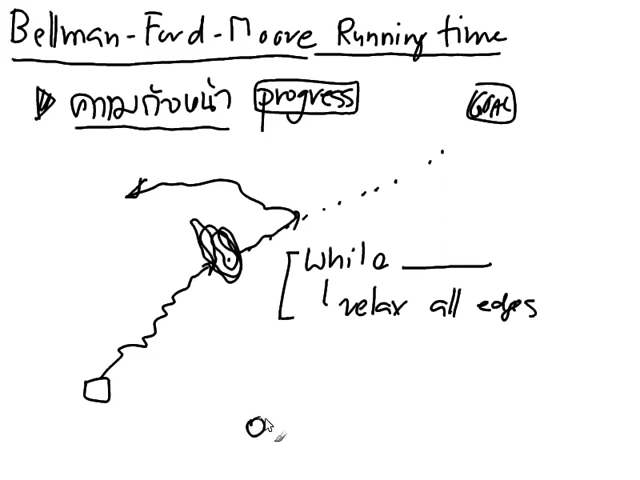 Bellman-Ford-Moore Running time
ความก้าวหน้า progress
GOAL
while
relax all edges